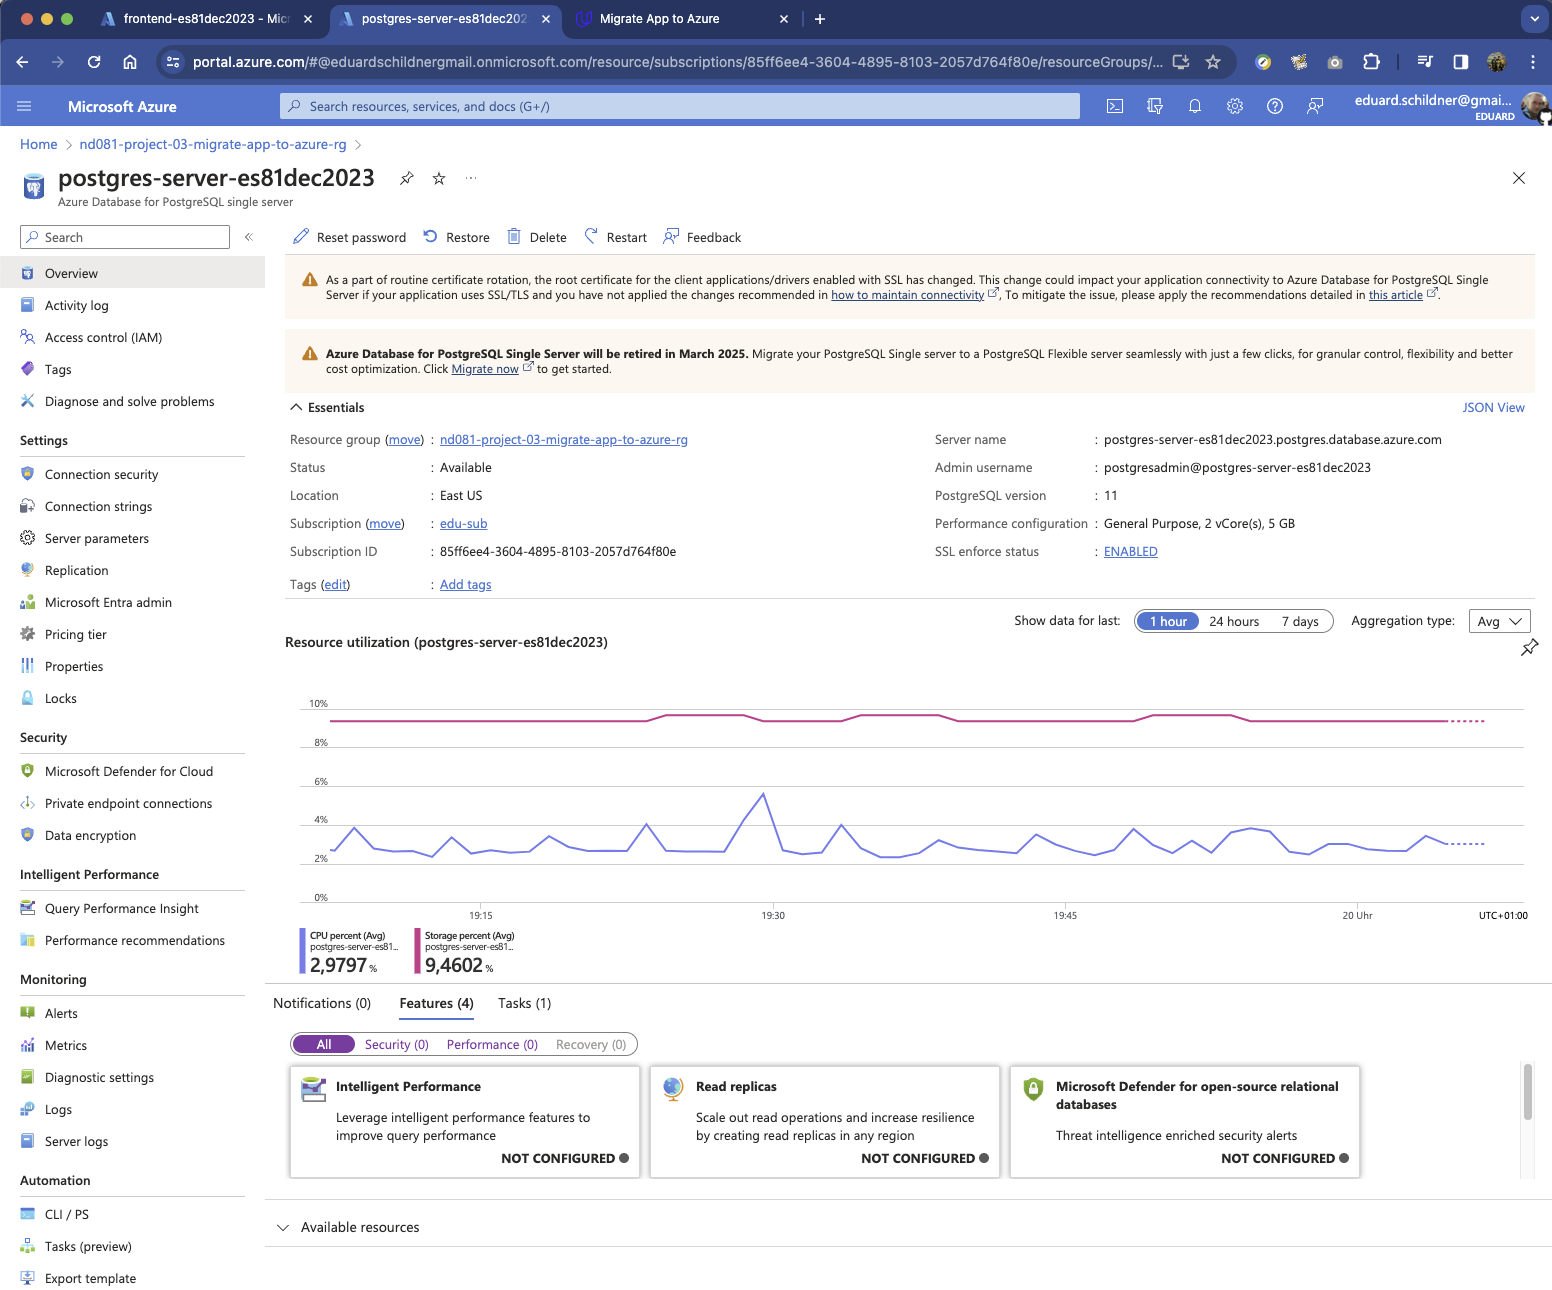 frontend-es81dec2023 - Mic
postgres-server-es81dec202
Migrate App to Azure
portal.azure.com/#@eduardschildnergmail.onmicrosoft.com/resource/subscriptions/85ff6ee4-3604-4895-8103-2057d764f80e/resourceGroups/...
Microsoft Azure
Search resources, services, and docs (G+/)
eduard.schildner@gmai...
EDUARD
Home > nd081-project-03-migrate-app-to-azure-rg >
postgres-server-es81dec2023
Azure Database for PostgreSQL single server
Search
Overview
Activity log
Access control (IAM)
Tags
Diagnose and solve problems
Settings
Connection security
Connection strings
Server parameters
Replication
Microsoft Entra admin
Pricing tier
Properties
Locks
Security
Microsoft Defender for Cloud
Private endpoint connections
Data encryption
Intelligent Performance
Query Performance Insight
Performance recommendations
Monitoring
Alerts
Metrics
Diagnostic settings
Logs
Server logs
Automation
CLI / PS
Tasks (preview)
Export template
Reset password Restore Delete Restart Feedback
As a part of routine certificate rotation, the root certificate for the client applications/drivers enabled with SSL has changed. This change could impact your application connectivity to Azure Database for PostgreSQL Single
Server if your application uses SSL/TLS and you have not applied the changes recommended in how to maintain connectivity, To mitigate the issue, please apply the recommendations detailed in this article.
Azure Database for PostgreSQL Single Server will be retired in March 2025. Migrate your PostgreSQL Single server to a PostgreSQL Flexible server seamlessly with just a few clicks, for granular control, flexibility and better
cost optimization. Click Migrate now to get started.
Essentials
JSON View
Resource group (move) : nd081-project-03-migrate-app-to-azure-rg
Status : Available
Location : East US
Subscription (move) : edu-sub
Subscription ID : 85ff6ee4-3604-4895-8103-2057d764f80e
Tags (edit) : Add tags
Server name : postgres-server-es81dec2023.postgres.database.azure.com
Admin username : postgresadmin@postgres-server-es81dec2023
PostgreSQL version : 11
Performance configuration : General Purpose, 2 vCore(s), 5 GB
SSL enforce status : ENABLED
Show data for last: 1 hour 24 hours 7 days Aggregation type: Avg
Resource utilization (postgres-server-es81dec2023)
10%
8%
6%
4%
2%
0%
19:15 19:30 19:45 20 Uhr UTC+01:00
CPU percent (Avg)
postgres-server-es81...
2,9797 %
Storage percent (Avg)
postgres-server-es81...
9,4602 %
Notifications (0) Features (4) Tasks (1)
All Security (0) Performance (0) Recovery (0)
Intelligent Performance
Leverage intelligent performance features to
improve query performance
NOT CONFIGURED
Read replicas
Scale out read operations and increase resilience
by creating read replicas in any region
NOT CONFIGURED
Microsoft Defender for open-source relational
databases
Threat intelligence enriched security alerts
NOT CONFIGURED
Available resources